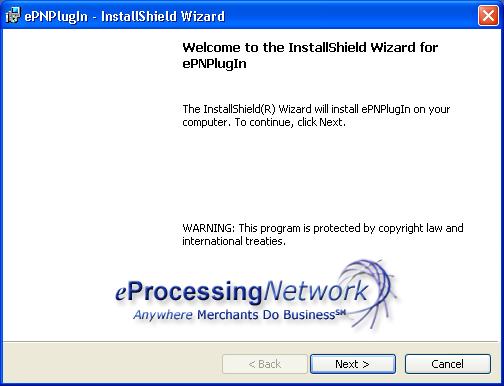 ePNPlugIn - InstallShield Wizard
Welcome to the InstallShield Wizard for
ePNPlugIn
The InstallShield(R) Wizard will install ePNPlugIn on your
computer. To continue, click Next.
WARNING: This program is protected by copyright law and
international treaties.
eProcessingNetwork
Anywhere Merchants Do Business℠
< Back
Next >
Cancel